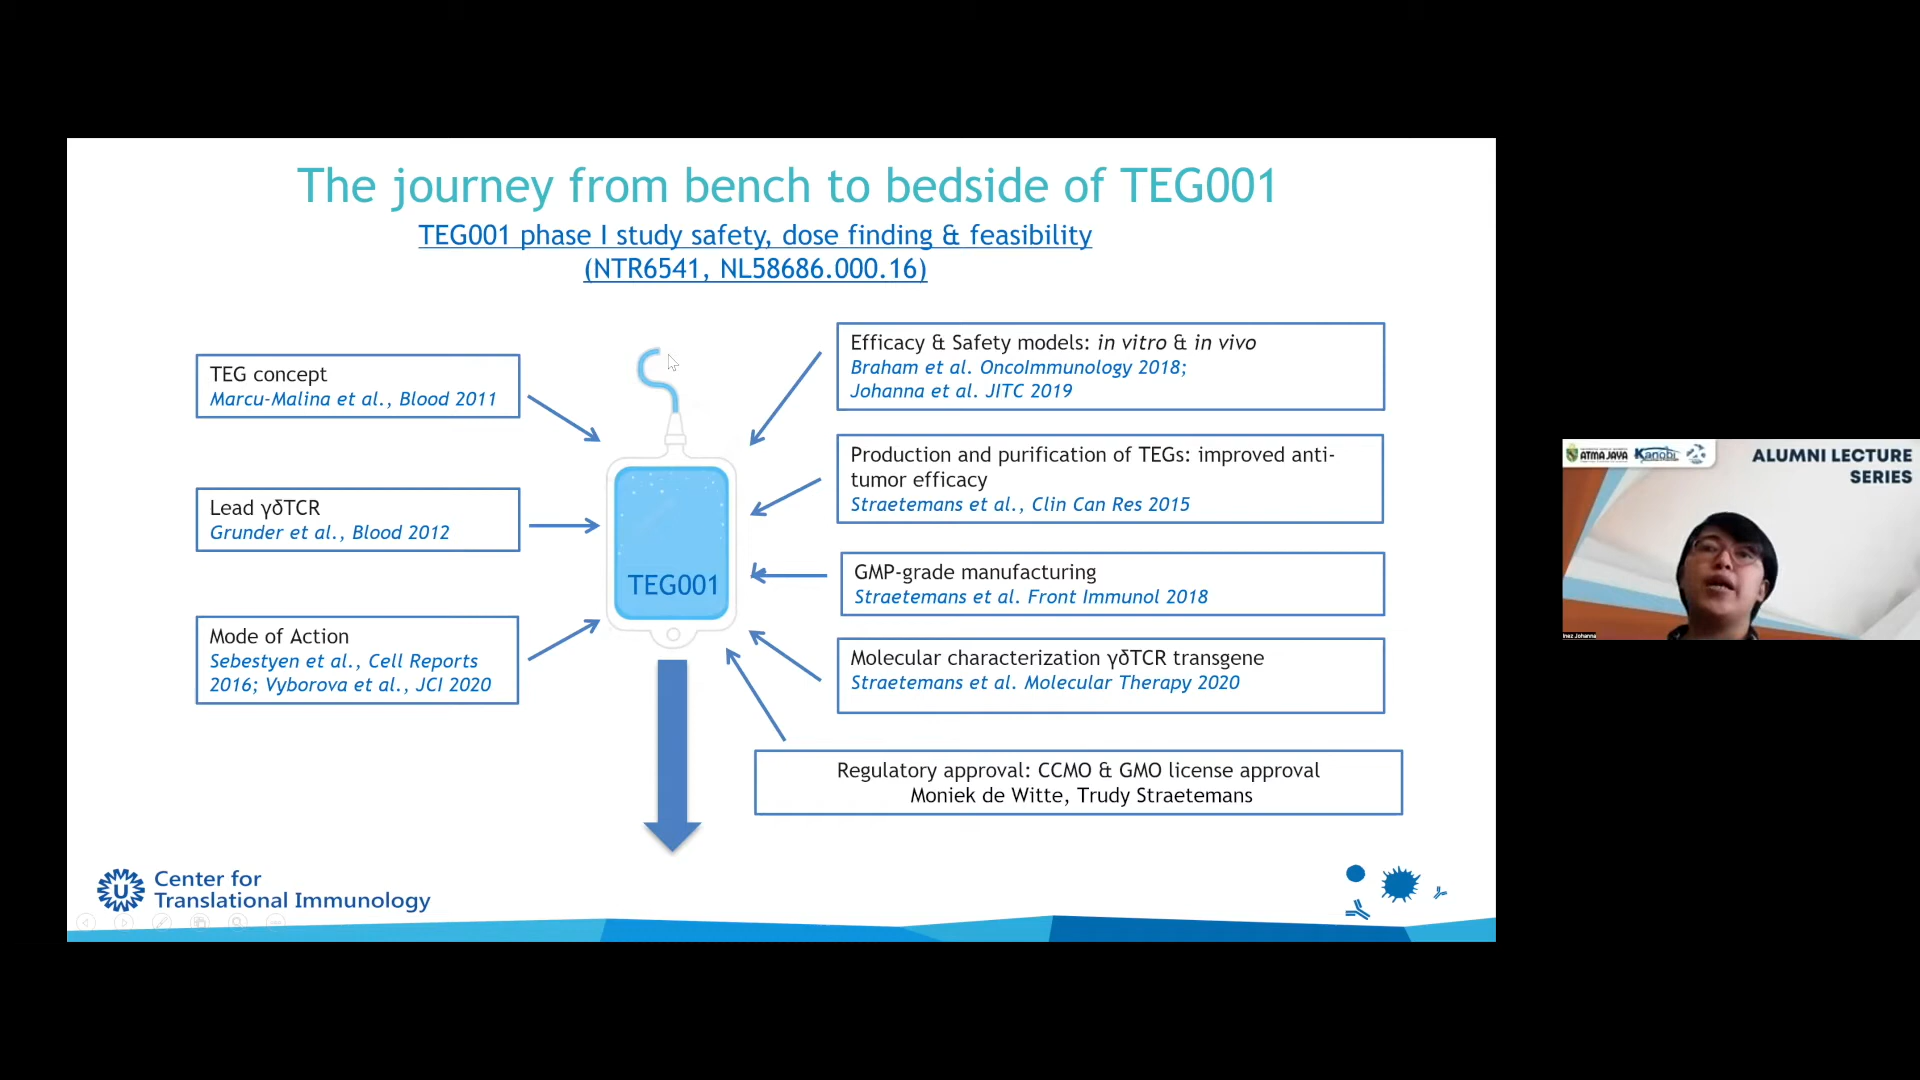 The journey from bench to bedside of TEG001
TEG001 phase I study safety, dose finding & feasibility
(NTR6541, NL58686.000.16)
TEG concept
Marcu-Malina et al., Blood 2011
Lead γδTCR
Grunder et al., Blood 2012
Mode of Action
Sebestyen et al., Cell Reports
2016; Vyborova et al., JCI 2020
TEG001
Efficacy & Safety models: in vitro & in vivo
Braham et al. OncoImmunology 2018;
Johanna et al. JITC 2019
Production and purification of TEGs: improved anti-
tumor efficacy
Straetemans et al., Clin Can Res 2015
GMP-grade manufacturing
Straetemans et al. Front Immunol 2018
Molecular characterization γδTCR transgene
Straetemans et al. Molecular Therapy 2020
Regulatory approval: CCMO & GMO license approval
Moniek de Witte, Trudy Straetemans
U
Center for
Translational Immunology
ATMA JAYA
Kanobi
ALUMNI LECTURE
SERIES
Inez Johanna